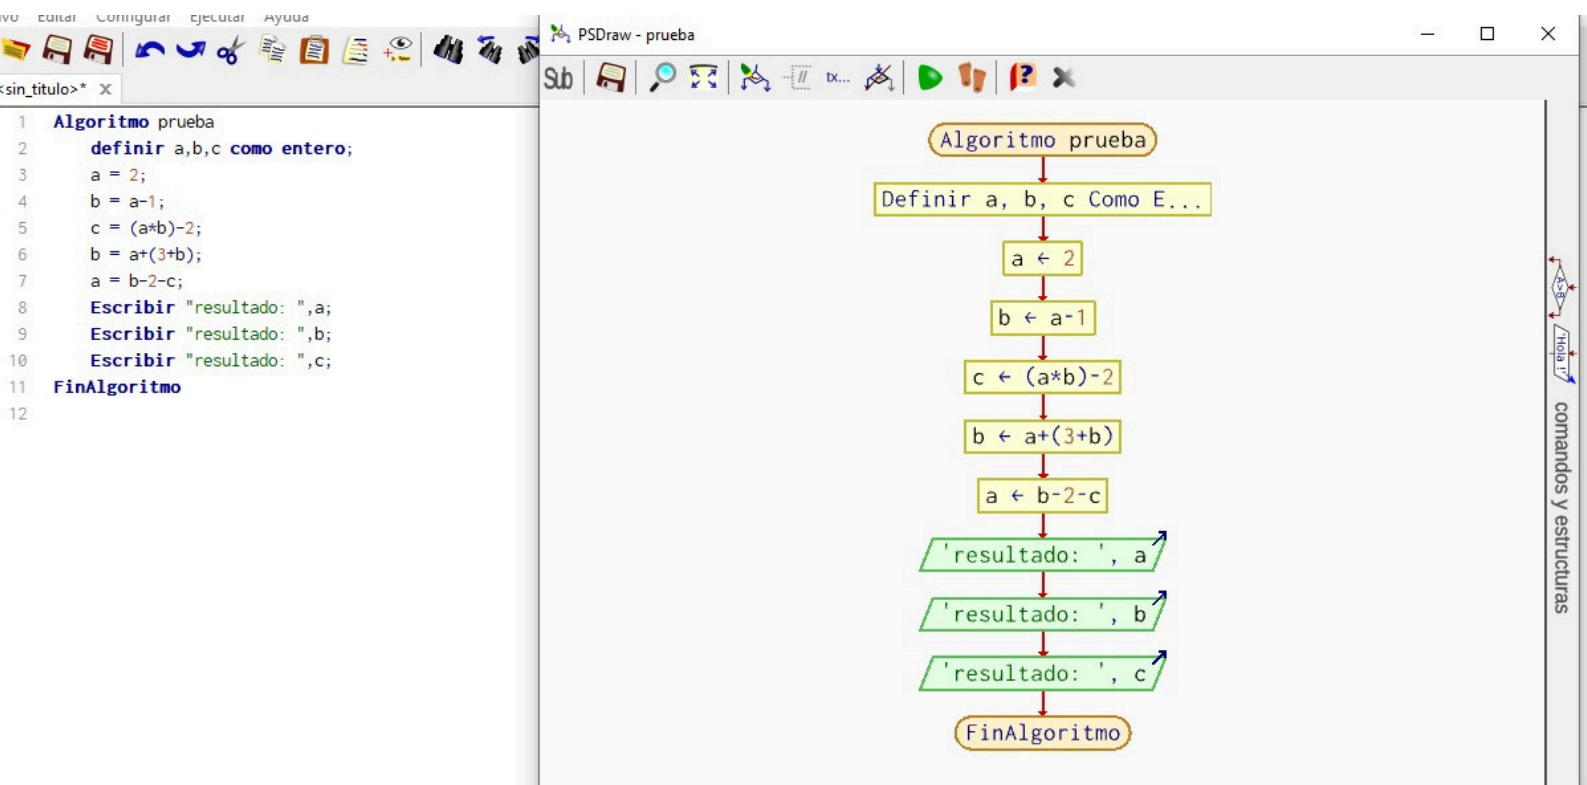 Editar Configurar Ejecutar Ayuda
<sin_titulo>* X
1 Algoritmo prueba
2 definir a,b,c como entero;
3 a = 2;
4 b = a-1;
5 c = (a*b)-2;
6 b = a+(3+b);
7 a = b-2-c;
8 Escribir "resultado: ",a;
9 Escribir "resultado: ",b;
10 Escribir "resultado: ",c;
11 FinAlgoritmo
12
PSDraw - prueba
Sub tx...
Algoritmo prueba
Definir a, b, c Como E...
a ← 2
b ← a-1
c ← (a*b)-2
b ← a+(3+b)
a ← b-2-c
'resultado: ', a
'resultado: ', b
'resultado: ', c
FinAlgoritmo
A>B
"Hola !"
comandos y estructuras